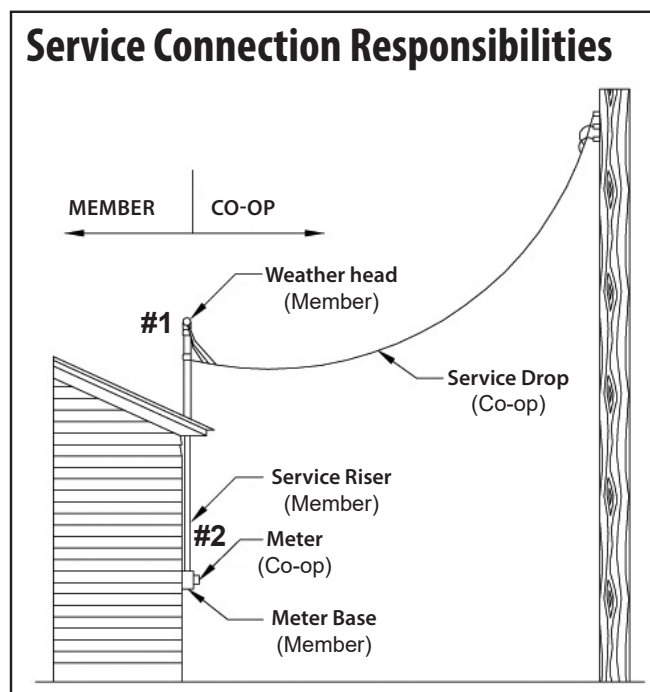 Service Connection Responsibilities
MEMBER
CO-OP
Weather head
(Member)
#1
Service Drop
(Co-op)
Service Riser
(Member)
#2
Meter
(Co-op)
Meter Base
(Member)